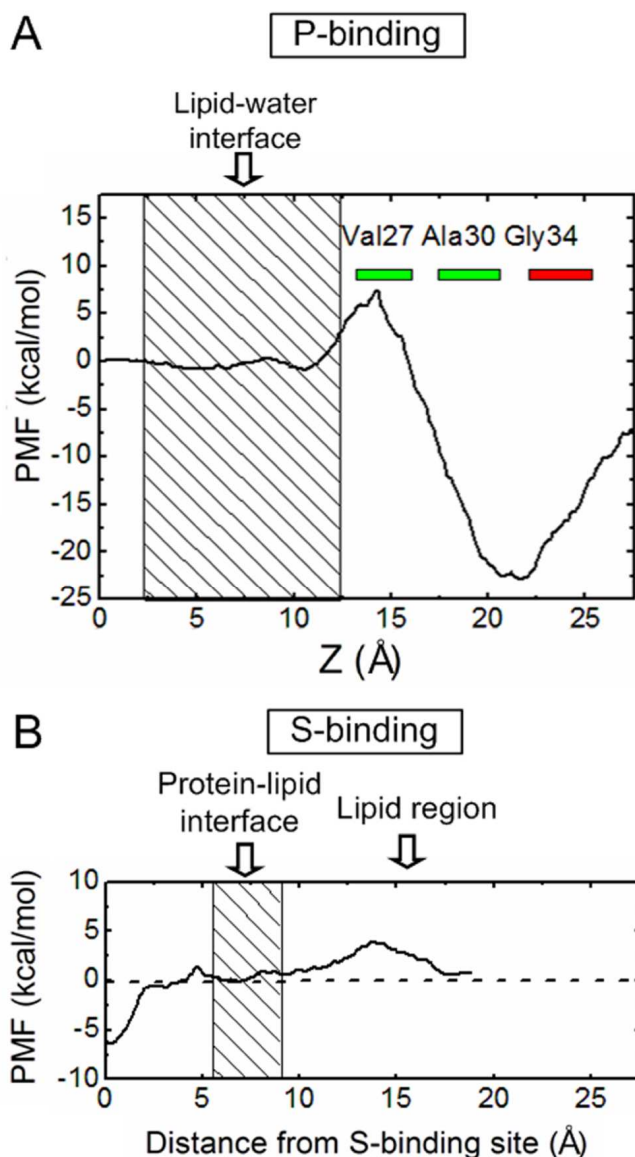 A
P-binding
Lipid-water
interface
Val27 Ala30 Gly34
15
10
5
0
-5
-10
-15
-20
-25
PMF (kcal/mol)
0 5 10 15 20 25
Z (Å)
B
S-binding
Protein-lipid
interface
Lipid region
10
5
0
-5
-10
PMF (kcal/mol)
0 5 10 15 20 25
Distance from S-binding site (Å)